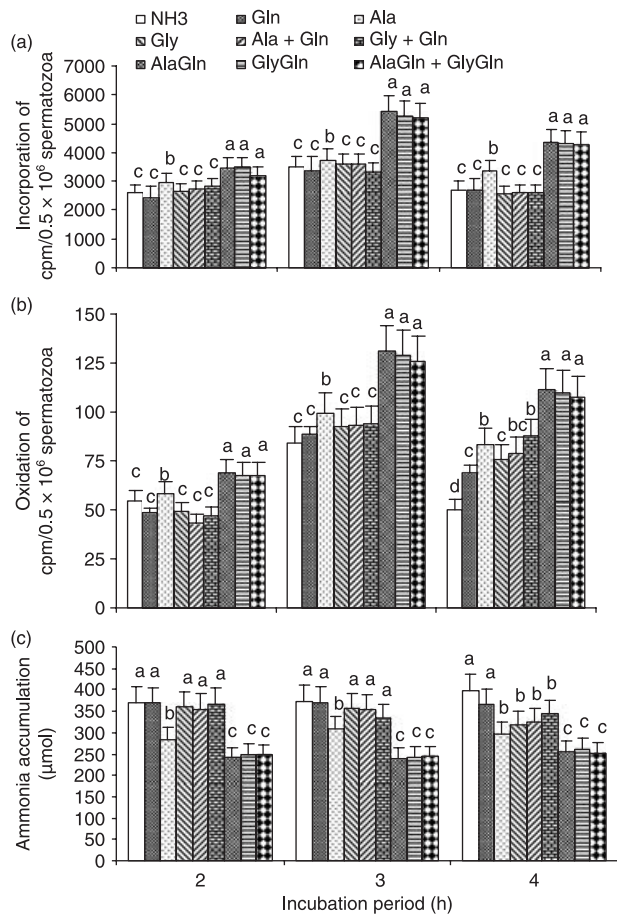 NH3 Gln Ala
Gly Ala + Gln Gly + Gln
AlaGln GlyGln AlaGln + GlyGln
(a)
Incorporation of
cpm/0.5 × 10⁶ spermatozoa
7000
6000
5000
4000
3000
2000
1000
0
c c b c c c a a a
c c b c c c a a a
c c b c c c a a a
(b)
Oxidation of
cpm/0.5 × 10⁶ spermatozoa
150
125
100
75
50
25
0
c c b c c c a a a
c c b c c c a a a
d c b c bc b a a a
(c)
Ammonia accumulation
(µmol)
500
450
400
350
300
250
200
150
100
50
0
a a b a a a c c c
a a b a a a c c c
a a b b b b c c c
2 3 4
Incubation period (h)